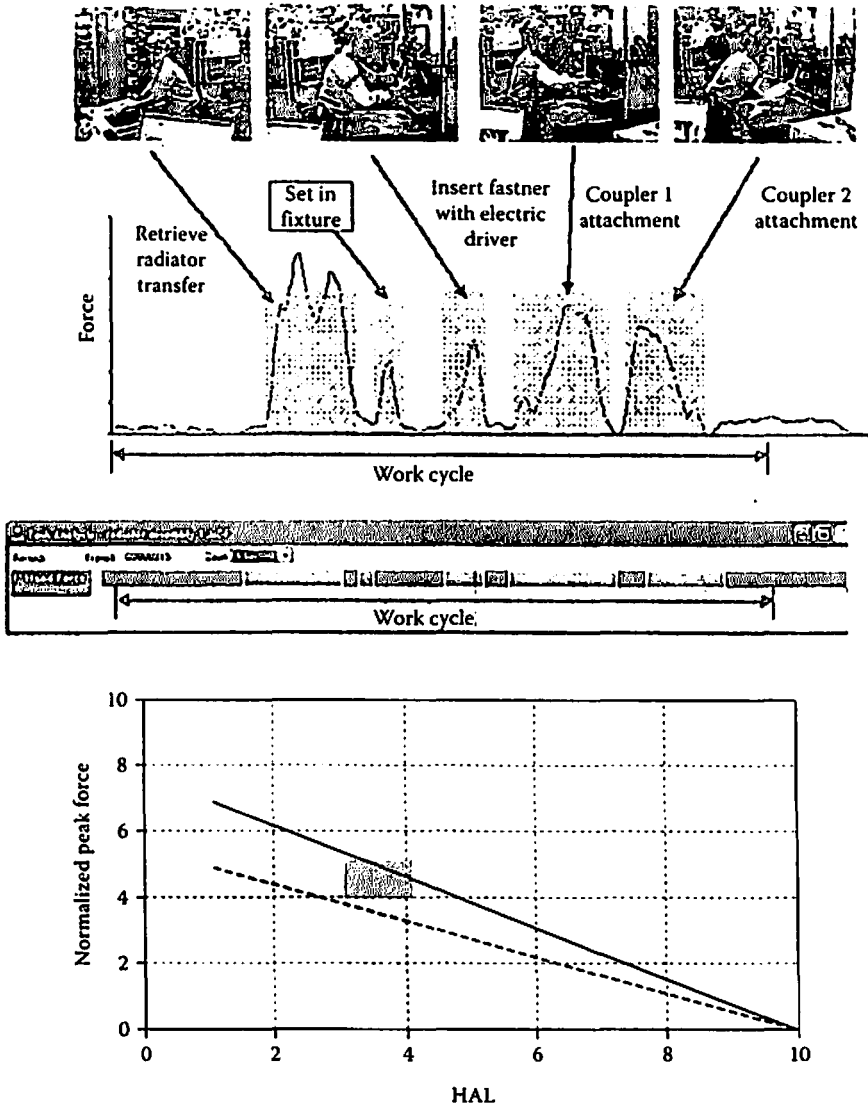 Retrieve
radiator
transfer
Set in
fixture
Insert fastner
with electric
driver
Coupler 1
attachment
Coupler 2
attachment
Force
Work cycle
Work cycle
Normalized peak force
10
8
6
4
2
0
0 2 4 6 8 10
HAL